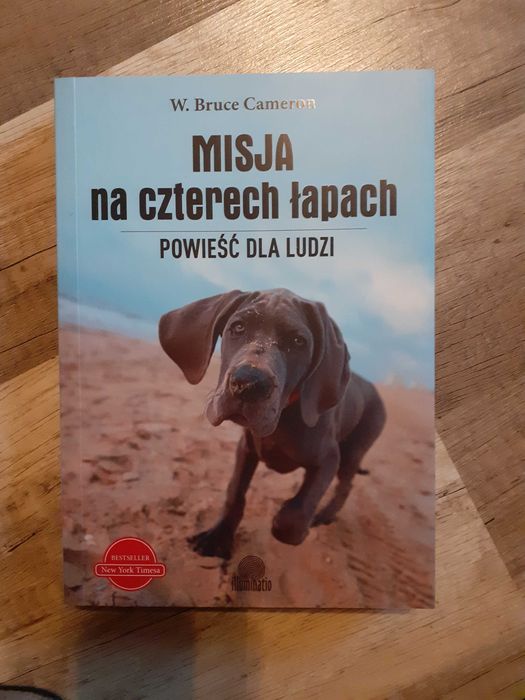 W. Bruce Cameron
MISJA
na czterech łapach
POWIEŚĆ DLA LUDZI
BESTSELLER
New York Timesa
illuminatio